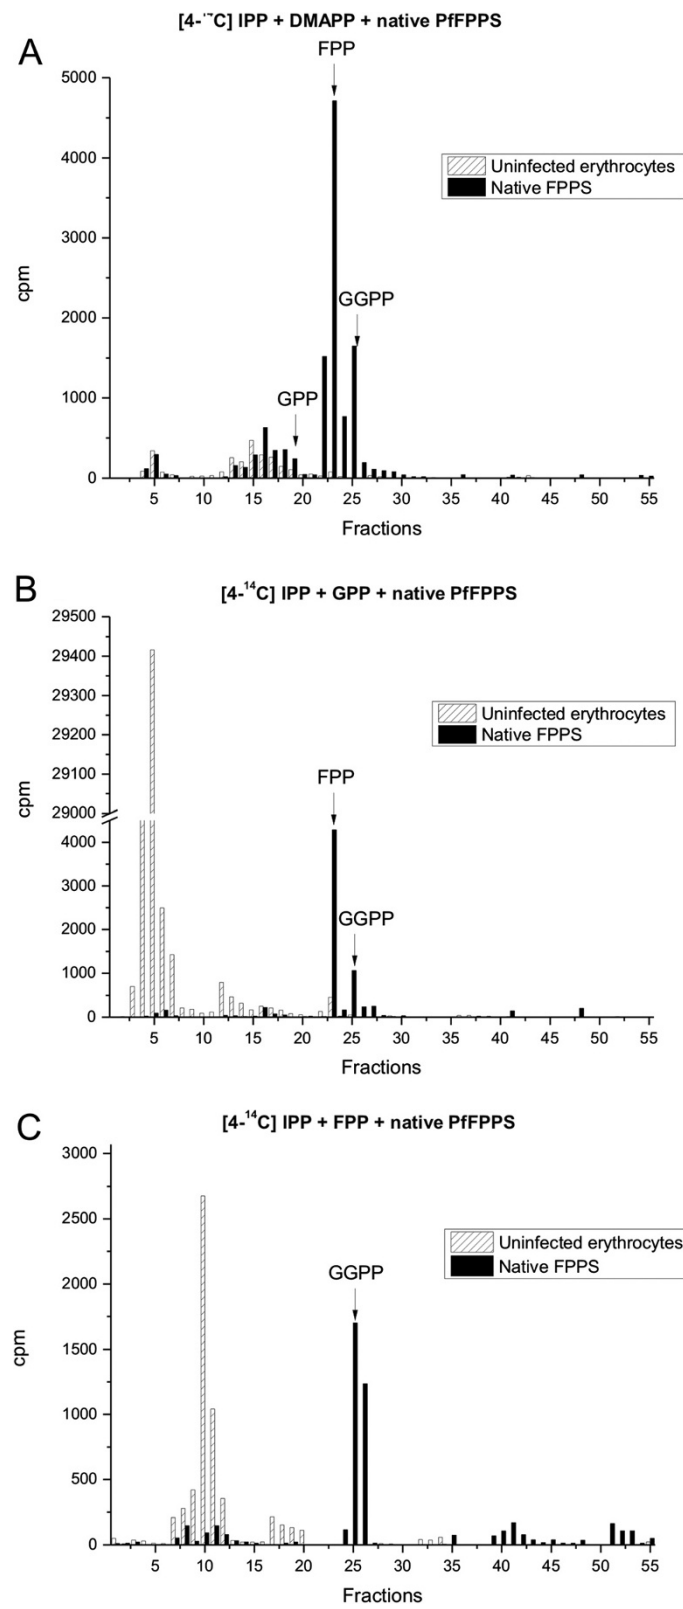 [4-¹⁴C] IPP + DMAPP + native PfFPPS
A
FPP
5000
4000
3000
2000
1000
0
cpm
Uninfected erythrocytes
Native FPPS
GGPP
GPP
5 10 15 20 25 30 35 40 45 50 55
Fractions
B
[4-¹⁴C] IPP + GPP + native PfFPPS
29500
29400
29300
29200
29100
29000
4000
3000
2000
1000
0
cpm
Uninfected erythrocytes
Native FPPS
FPP
GGPP
5 10 15 20 25 30 35 40 45 50 55
Fractions
C
[4-¹⁴C] IPP + FPP + native PfFPPS
3000
2500
2000
1500
1000
500
0
cpm
Uninfected erythrocytes
Native FPPS
GGPP
5 10 15 20 25 30 35 40 45 50 55
Fractions